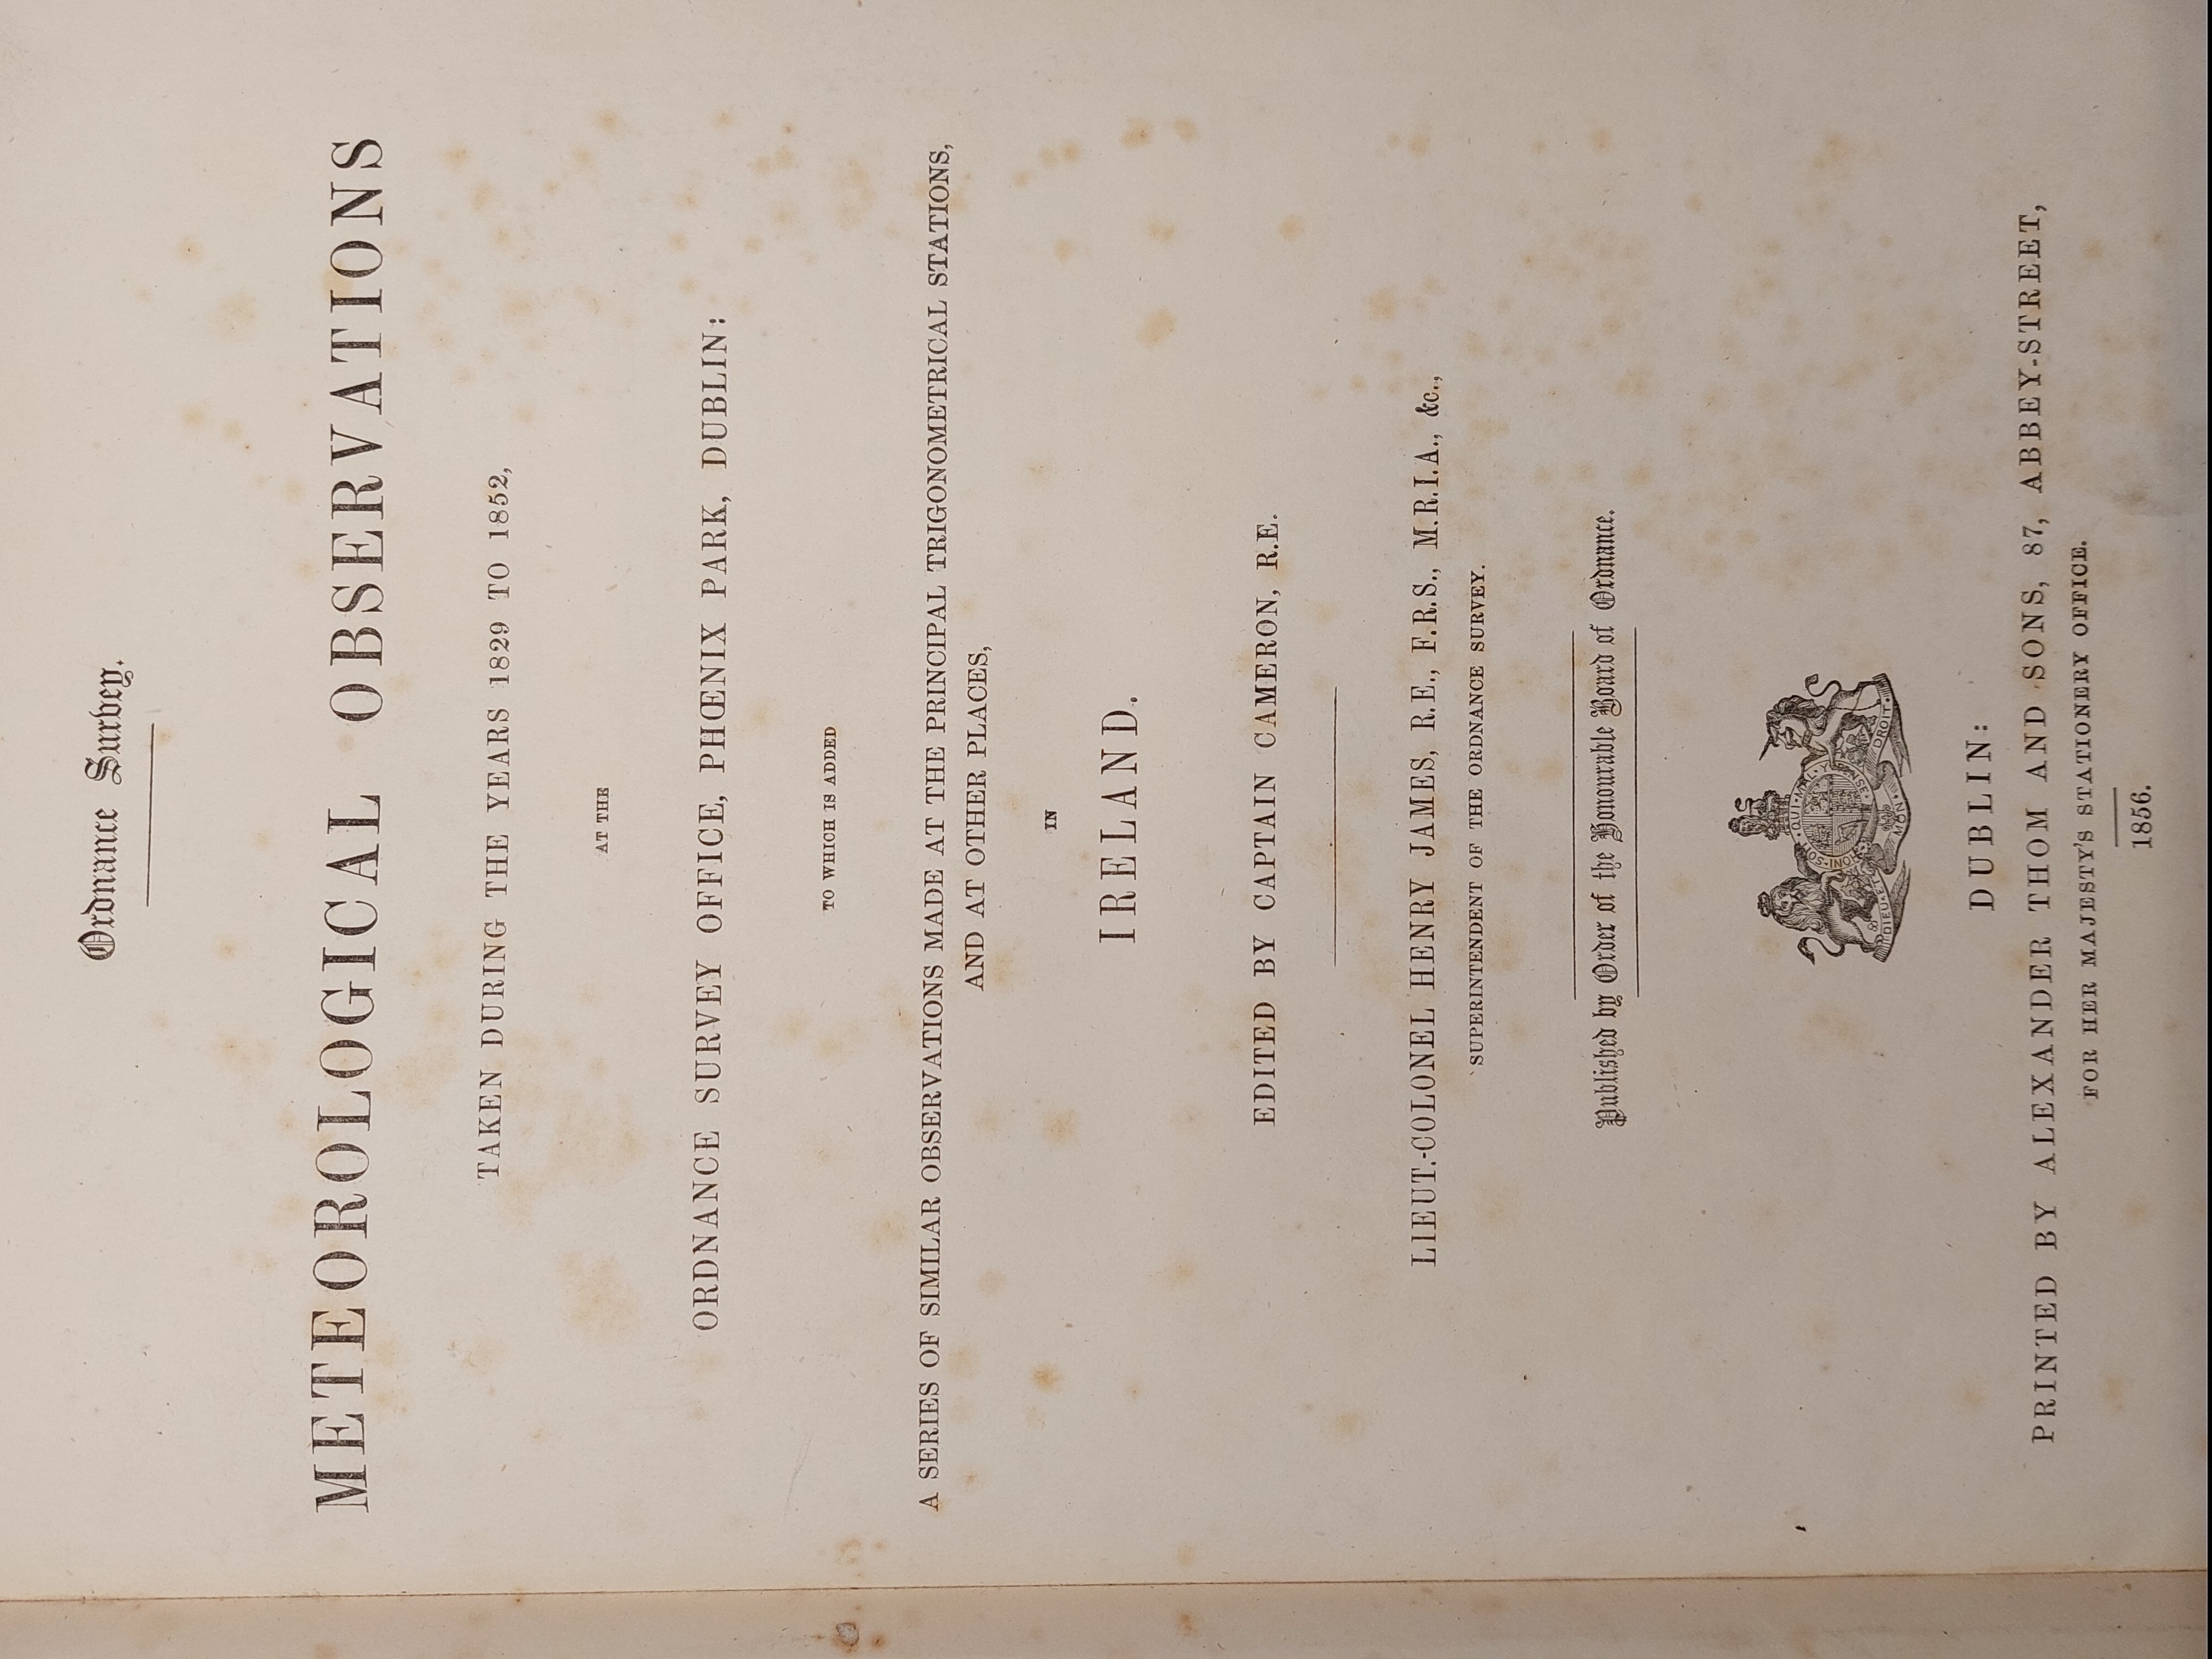 Ordnance Survey.
METEOROLOGICAL OBSERVATIONS
TAKEN DURING THE YEARS 1829 TO 1852,
AT THE
ORDNANCE SURVEY OFFICE, PHŒNIX PARK, DUBLIN:
TO WHICH IS ADDED
A SERIES OF SIMILAR OBSERVATIONS MADE AT THE PRINCIPAL TRIGONOMETRICAL STATIONS,
AND AT OTHER PLACES,
IN
IRELAND.
EDITED BY CAPTAIN CAMERON, R.E.
LIEUT.-COLONEL HENRY JAMES, R.E., F.R.S., M.R.I.A., &c.,
SUPERINTENDENT OF THE ORDNANCE SURVEY.
Published by Order of the Honourable Board of Ordnance.
QUI·MAL·Y
DIEU·ET MON DROIT
DUBLIN:
PRINTED BY ALEXANDER THOM AND SONS, 87, ABBEY-STREET,
FOR HER MAJESTY'S STATIONERY OFFICE.
1856.